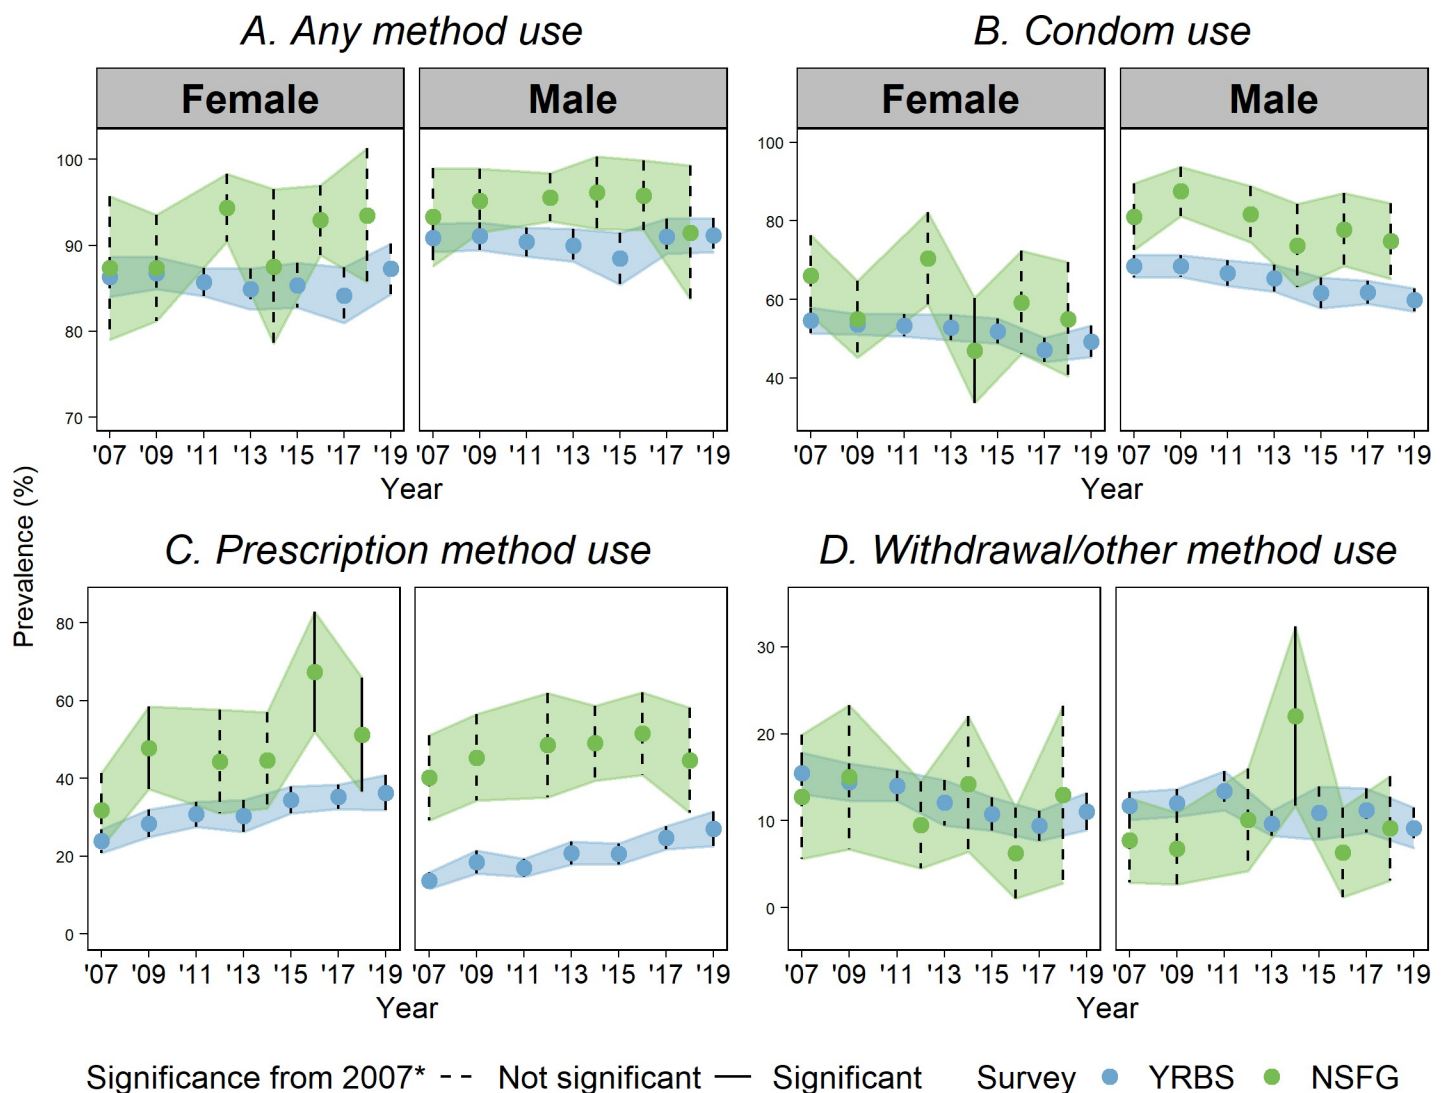 A. Any method use
B. Condom use
Female
Male
Female
Male
100
90
80
70
100
80
60
40
'07 '09 '11 '13 '15 '17 '19
'07 '09 '11 '13 '15 '17 '19
'07 '09 '11 '13 '15 '17 '19
'07 '09 '11 '13 '15 '17 '19
Year
Year
Prevalence (%)
C. Prescription method use
D. Withdrawal/other method use
80
60
40
20
0
30
20
10
0
'07 '09 '11 '13 '15 '17 '19
'07 '09 '11 '13 '15 '17 '19
'07 '09 '11 '13 '15 '17 '19
'07 '09 '11 '13 '15 '17 '19
Year
Year
Significance from 2007* Not significant Significant Survey YRBS NSFG